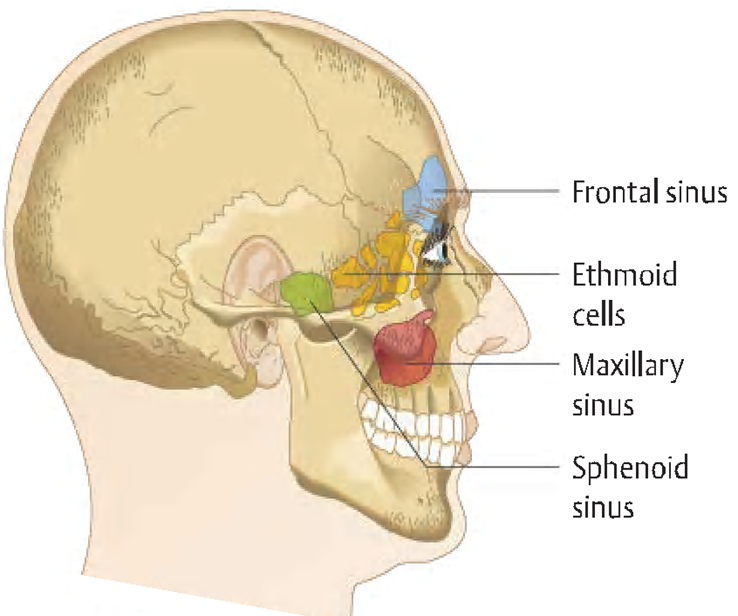 Frontal sinus
Ethmoid
cells
Maxillary
sinus
Sphenoid
sinus